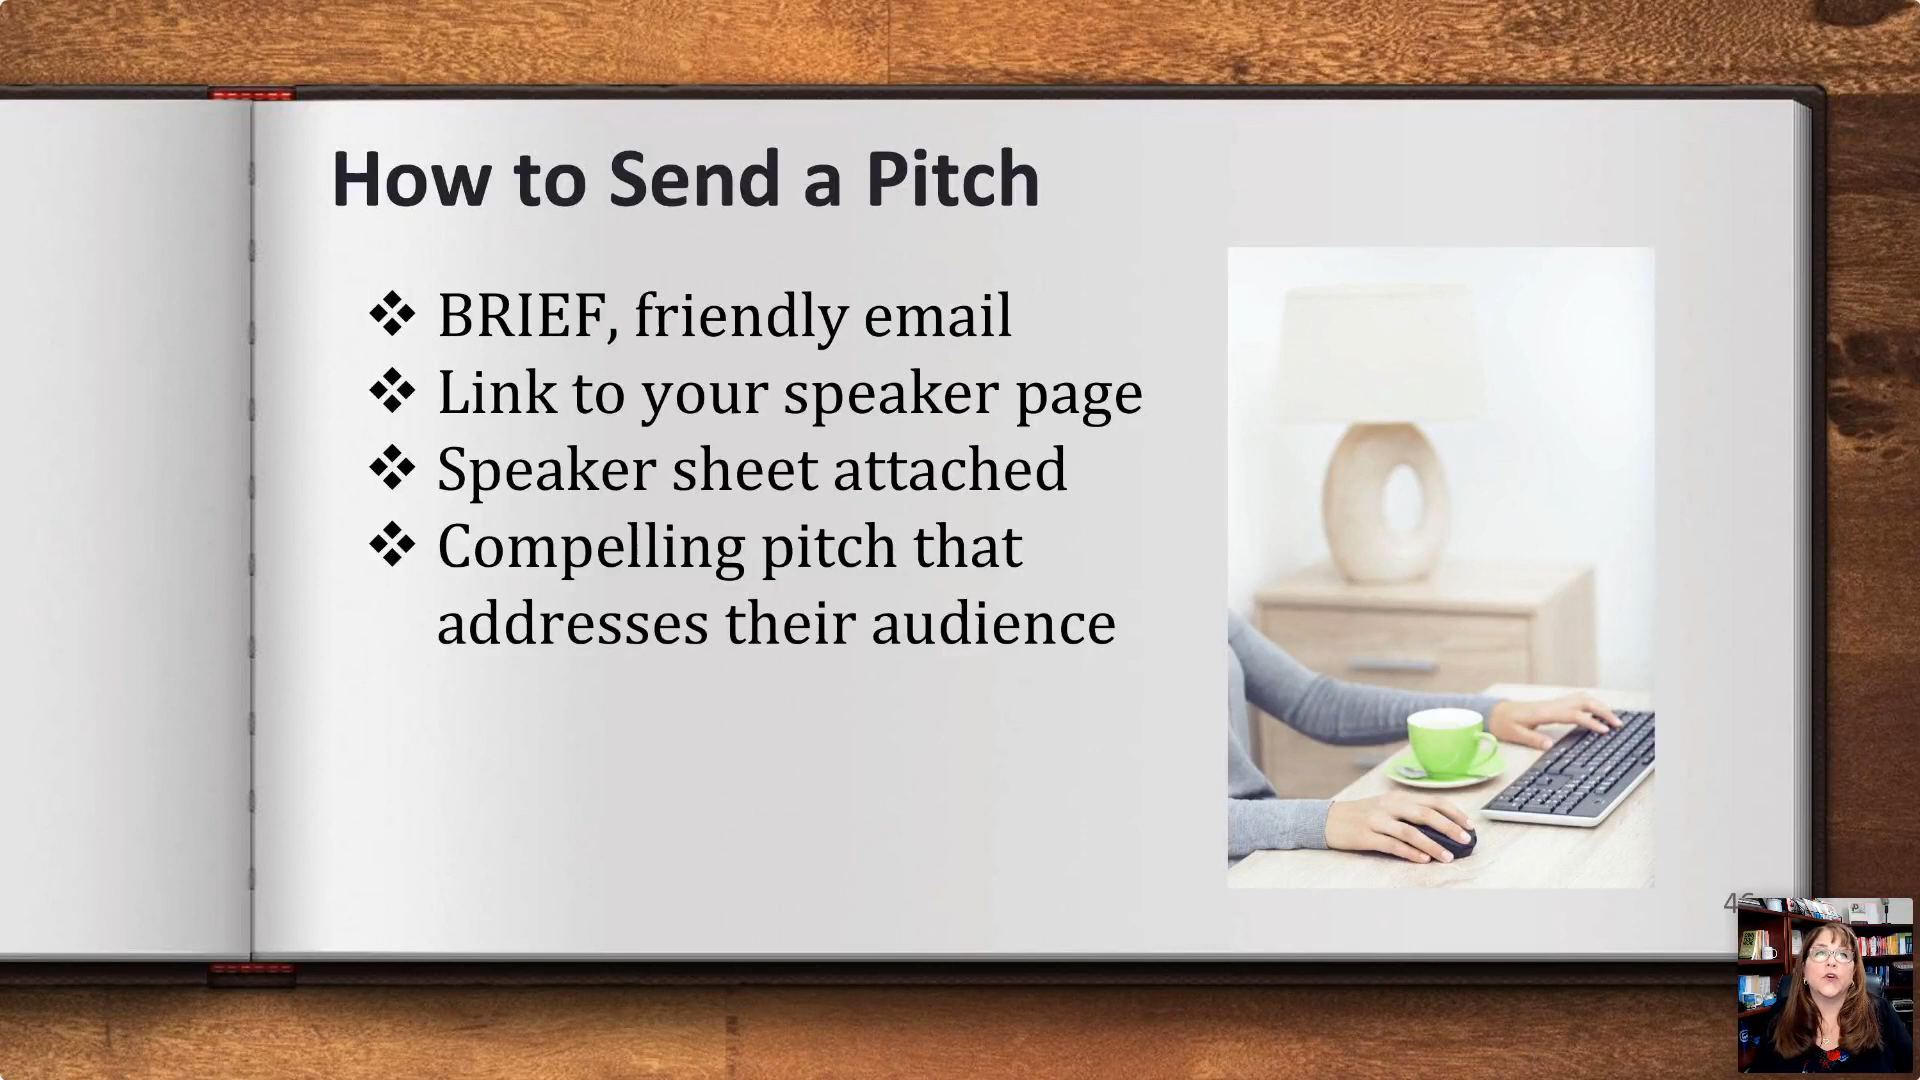 How to Send a Pitch
❖ BRIEF, friendly email
❖ Link to your speaker page
❖ Speaker sheet attached
❖ Compelling pitch that
addresses their audience